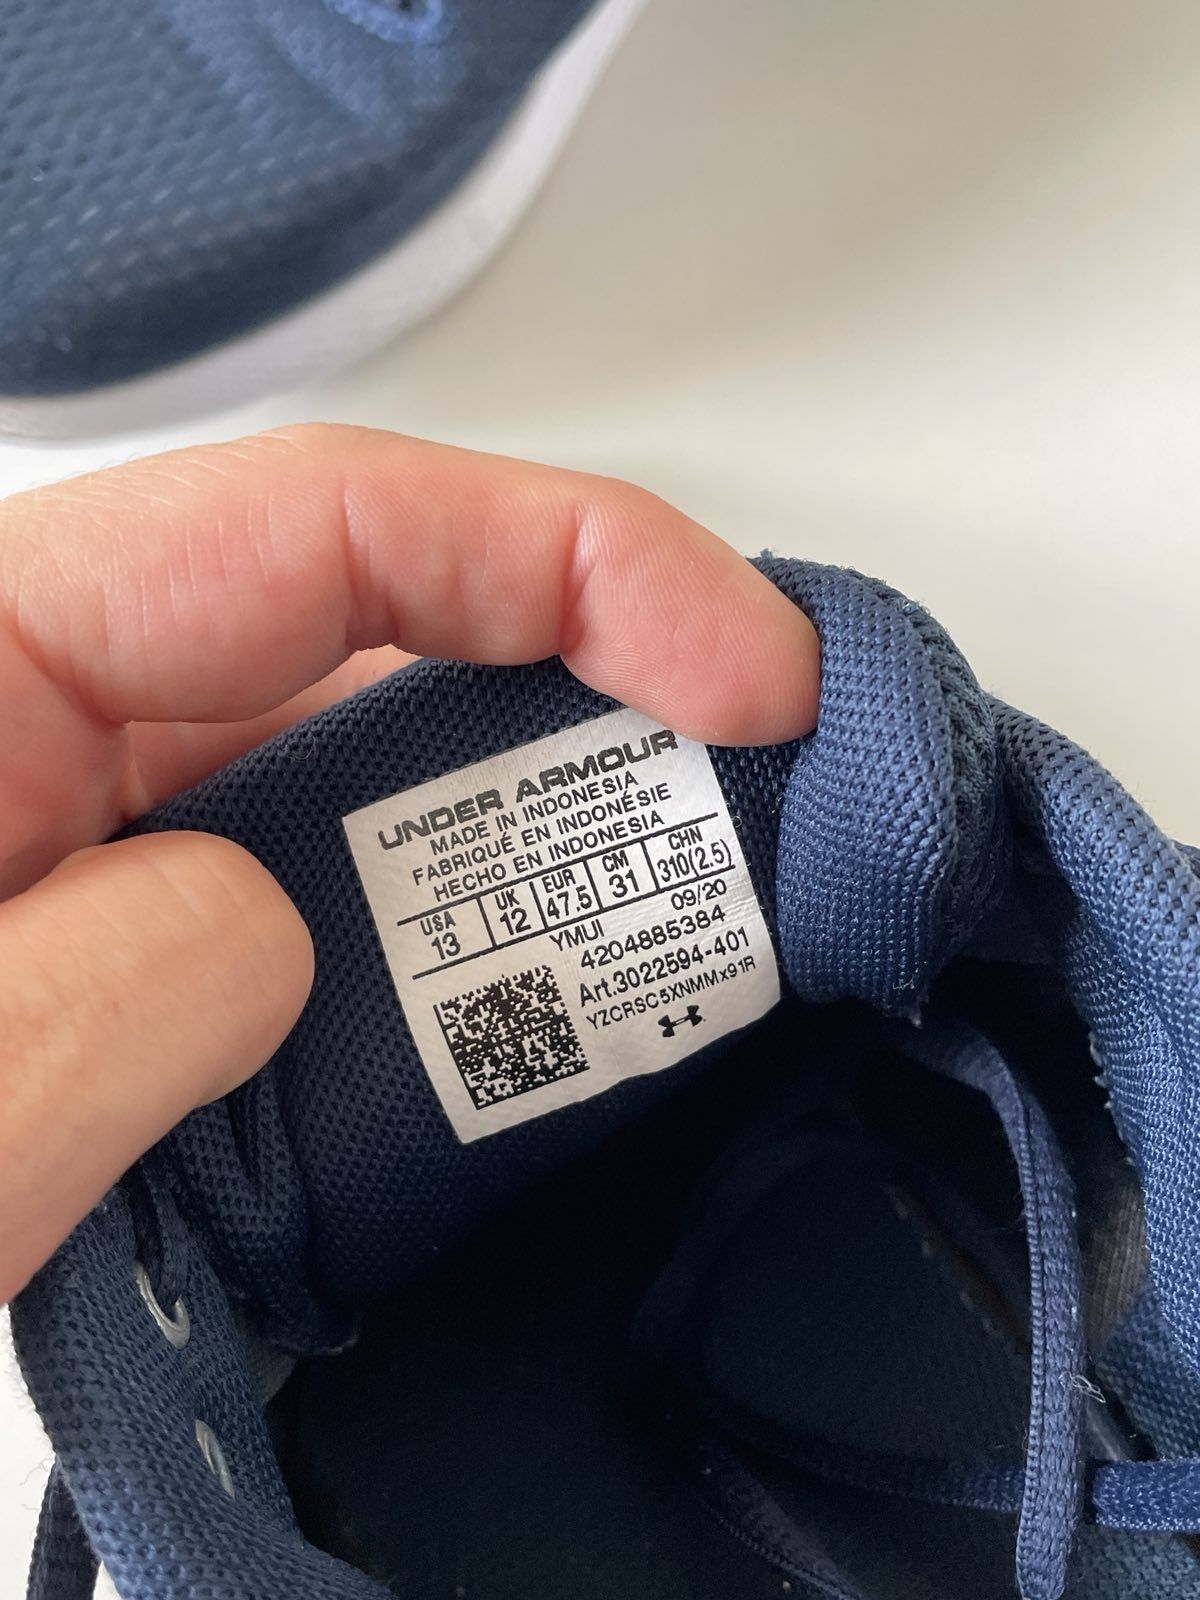 UNDER ARMOUR
MADE IN INDONESIA
FABRIQUÉ EN INDONÉSIE
HECHO EN INDONESIA
USA UK EUR CM CHN
13 12 47.5 31 310(2.5)
YMUI 09/20
4204885384
Art.3022594-401
YZCRSC5XNMMx91R